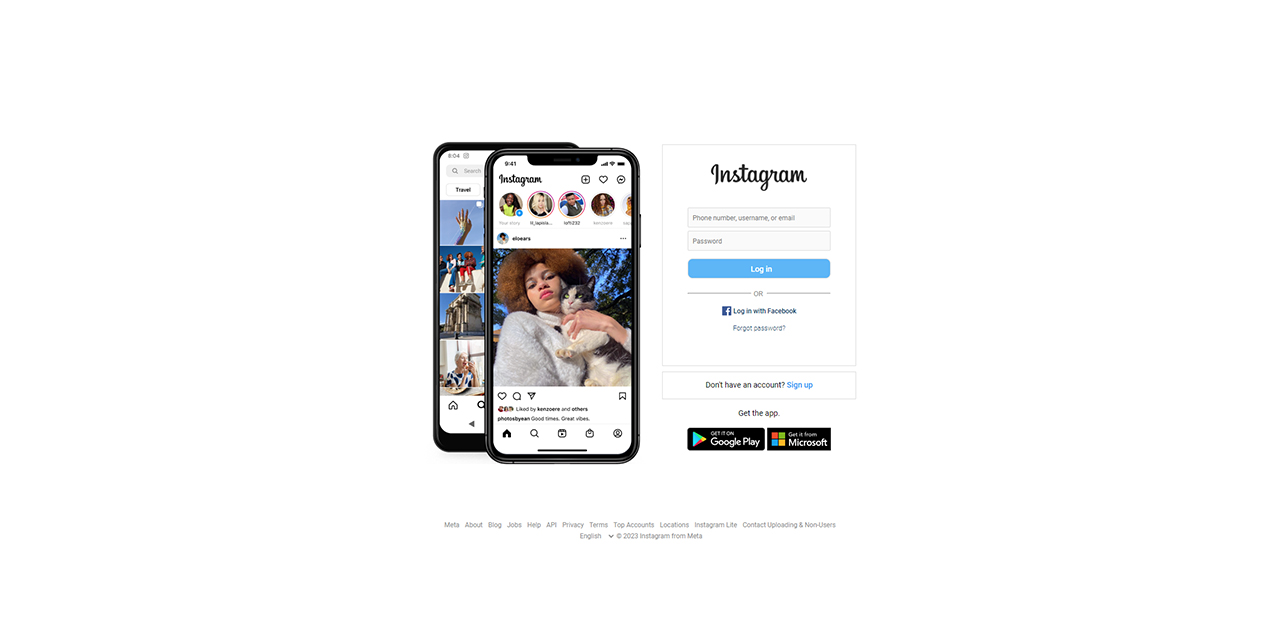 8:04
Search
Travel
9:41
Instagram
Your story
lil_lapisla...
lofti232
kenzoere
eloears
Liked by kenzoere and others
photosbyean Good times. Great vibes.
Instagram
Phone number, username, or email
Password
Log in
OR
Log in with Facebook
Forgot password?
Don't have an account? Sign up
Get the app.
GET IT ON
Google Play
Get it from
Microsoft
Meta About Blog Jobs Help API Privacy Terms Top Accounts Locations Instagram Lite Contact Uploading & Non-Users
English © 2023 Instagram from Meta